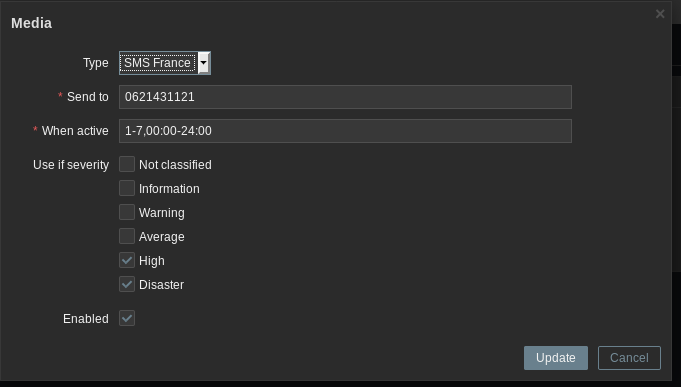 Media
Type SMS France
* Send to 0621431121
* When active 1-7,00:00-24:00
Use if severity Not classified
Information
Warning
Average
High
Disaster
Enabled
Update Cancel